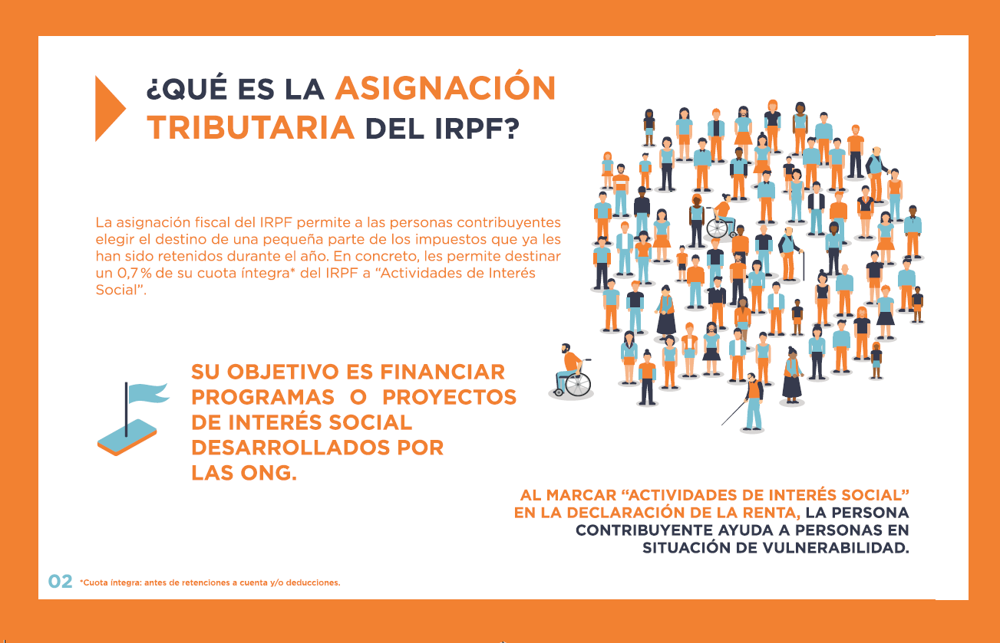 ¿QUÉ ES LA ASIGNACIÓN
TRIBUTARIA DEL IRPF?
La asignación fiscal del IRPF permite a las personas contribuyentes
elegir el destino de una pequeña parte de los impuestos que ya les
han sido retenidos durante el año. En concreto, les permite destinar
un 0,7 % de su cuota íntegra* del IRPF a “Actividades de Interés
Social”.
SU OBJETIVO ES FINANCIAR
PROGRAMAS O PROYECTOS
DE INTERÉS SOCIAL
DESARROLLADOS POR
LAS ONG.
AL MARCAR “ACTIVIDADES DE INTERÉS SOCIAL”
EN LA DECLARACIÓN DE LA RENTA, LA PERSONA
CONTRIBUYENTE AYUDA A PERSONAS EN
SITUACIÓN DE VULNERABILIDAD.
02 *Cuota íntegra: antes de retenciones a cuenta y/o deducciones.